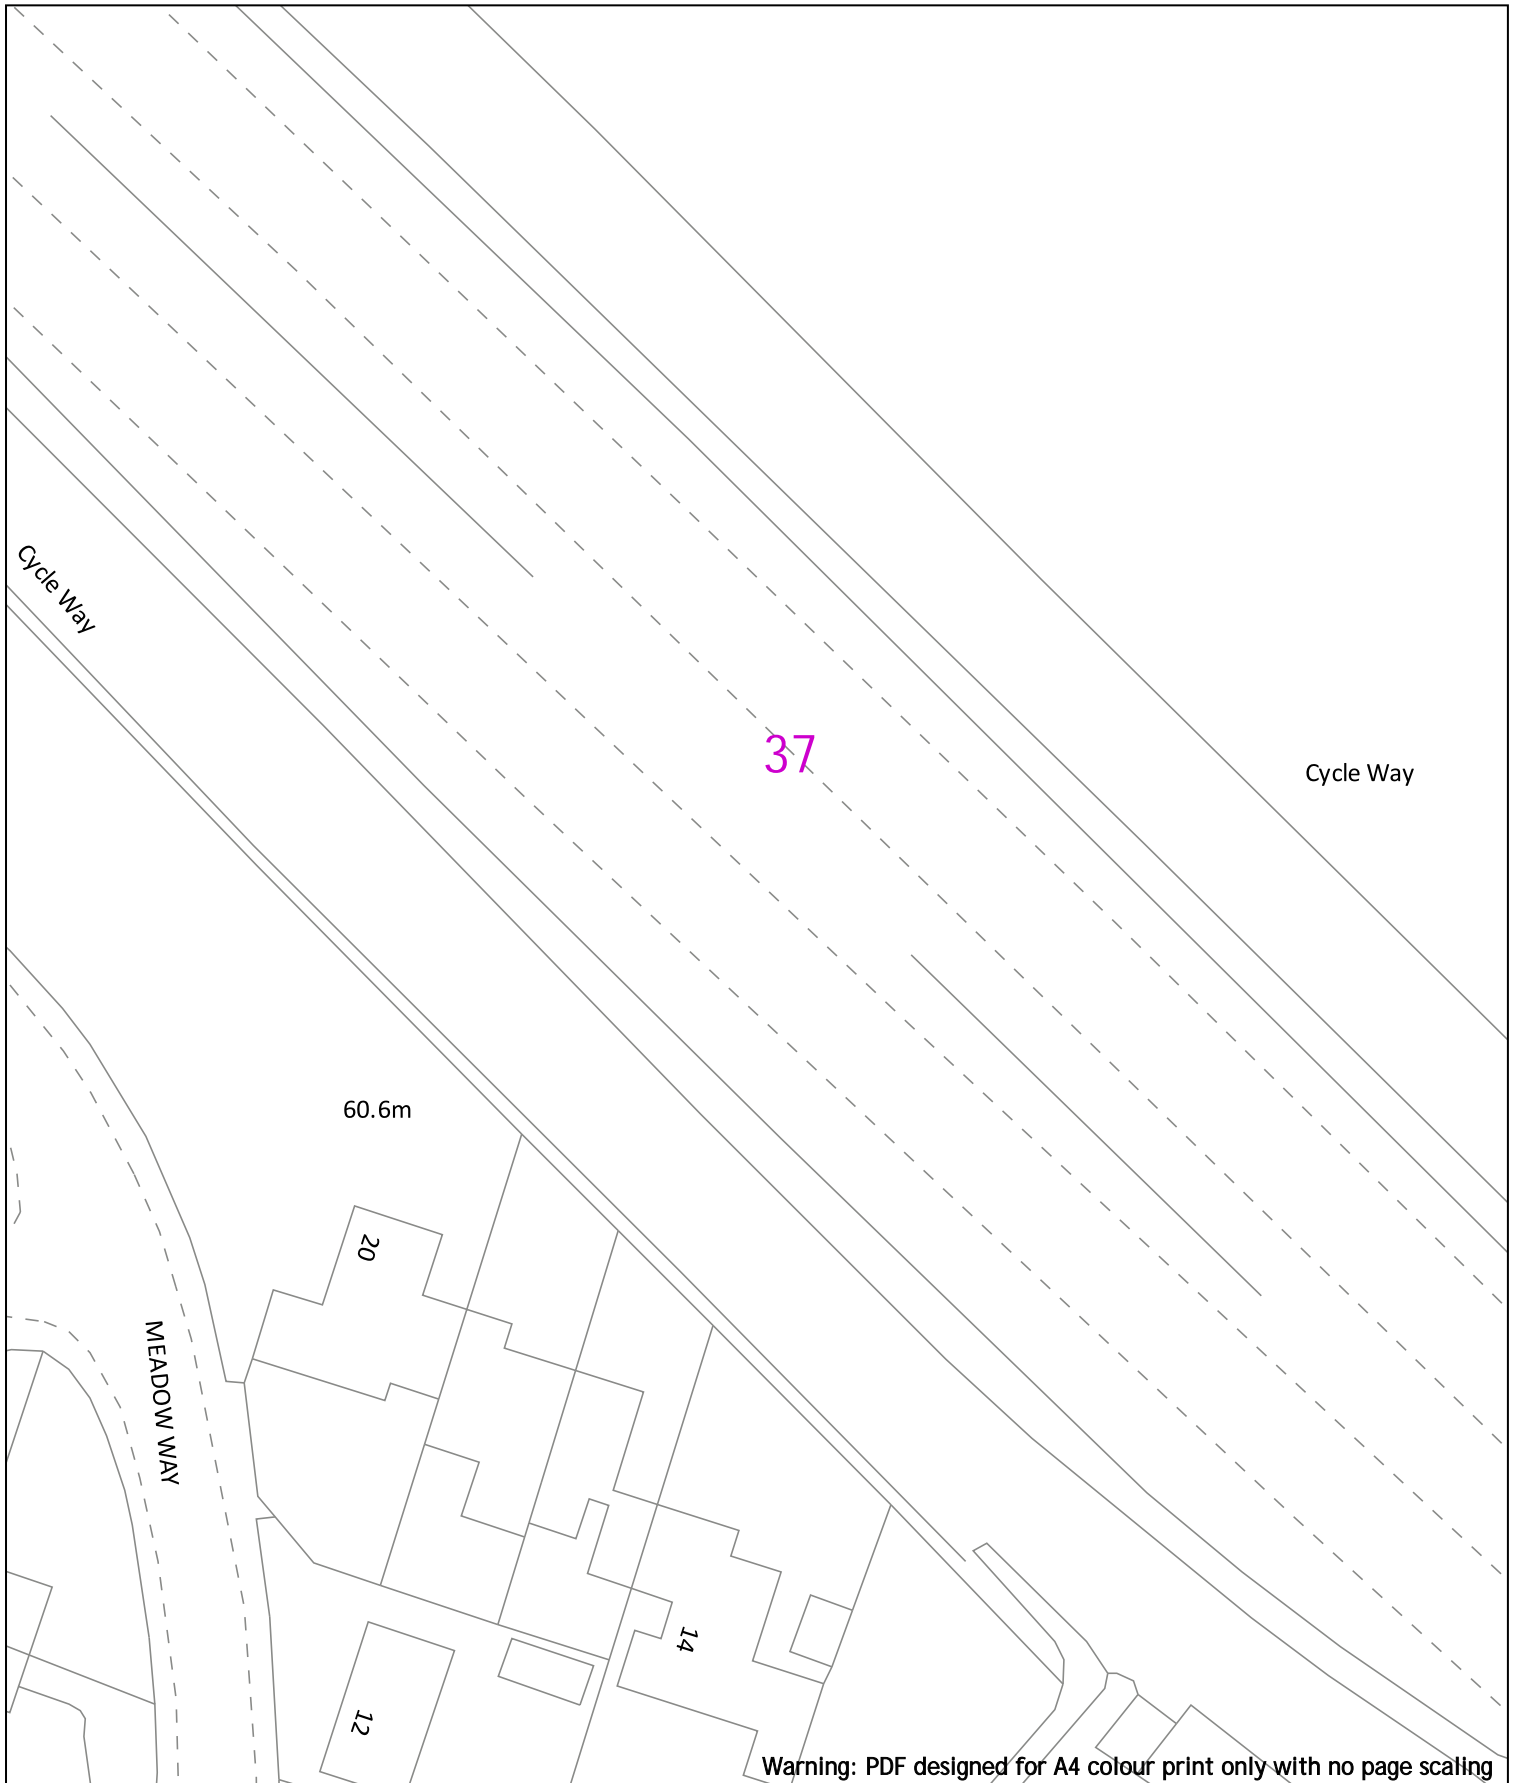 Cycle Way
37
Cycle Way
60.6m
20
MEADOW WAY
14
12
Warning: PDF designed for A4 colour print only with no page scaling